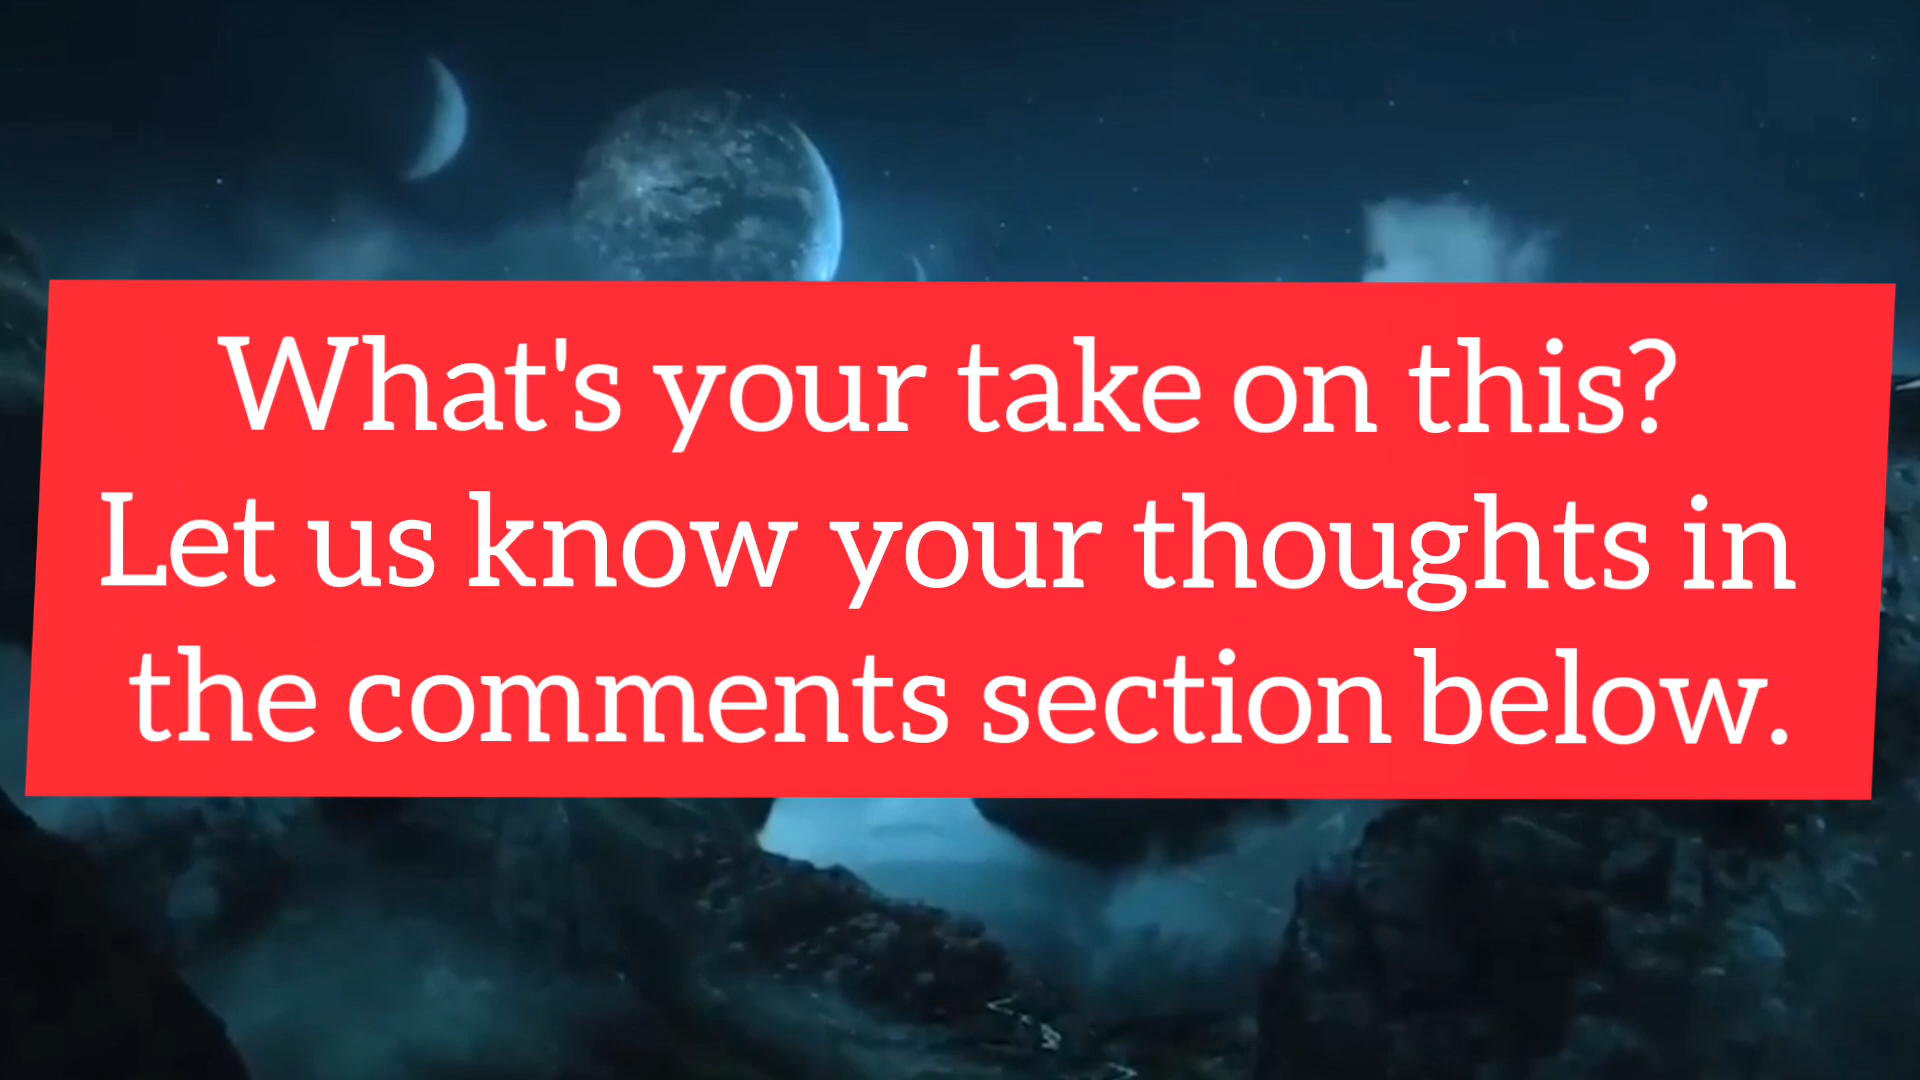 What's your take on this?
Let us know your thoughts in
the comments section below.